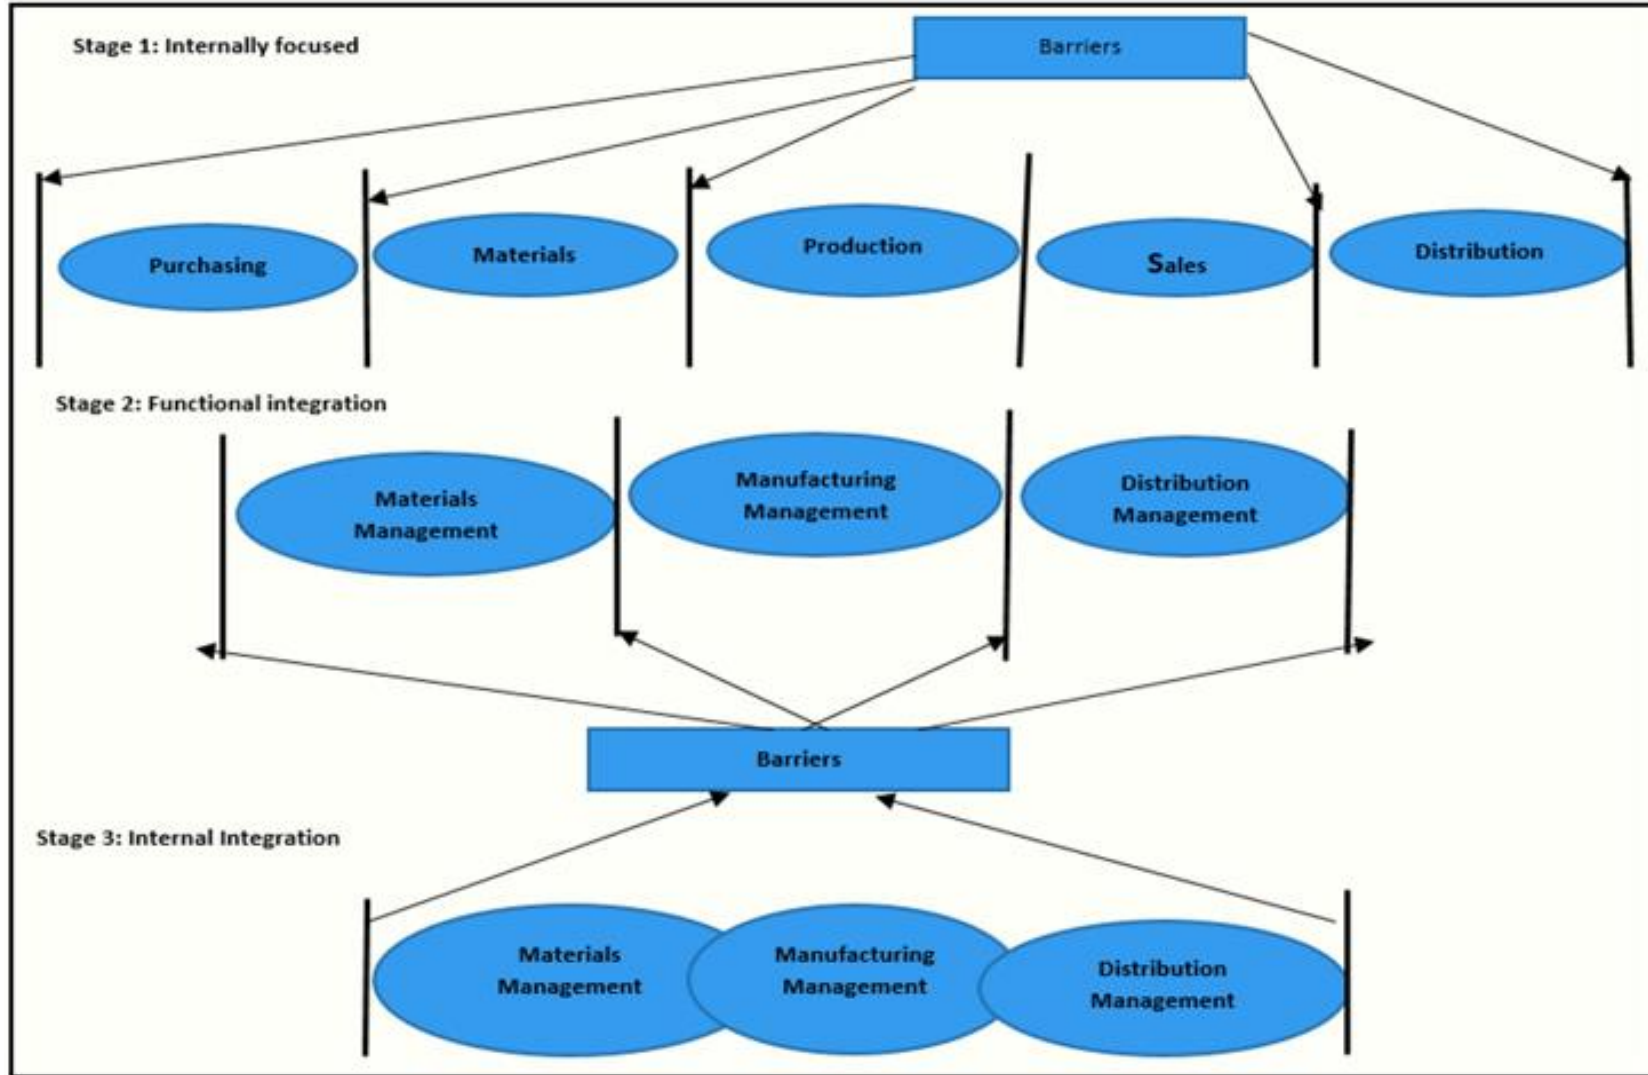 Stage 1: Internally focused
Barriers
Purchasing
Materials
Production
Sales
Distribution
Stage 2: Functional integration
Materials
Management
Manufacturing
Management
Distribution
Management
Barriers
Stage 3: Internal Integration
Materials
Management
Manufacturing
Management
Distribution
Management